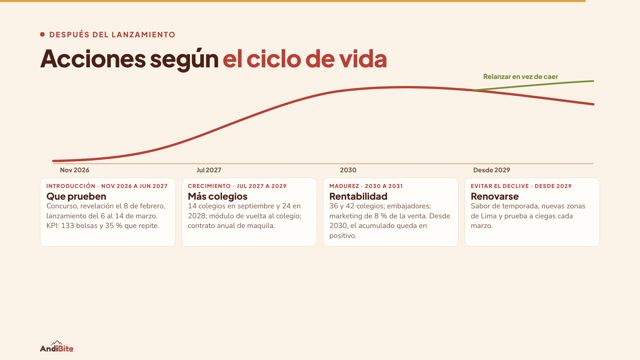 DESPUÉS DEL LANZAMIENTO
Acciones según el ciclo de vida
Relanzar en vez de caer
Nov 2026
Jul 2027
2030
Desde 2029
INTRODUCCIÓN · NOV 2026 A JUN 2027
Que prueben
Concurso, revelación el 8 de febrero,
lanzamiento del 6 al 14 de marzo.
KPI: 133 bolsas y 35 % que repite.
CRECIMIENTO · JUL 2027 A 2029
Más colegios
14 colegios en septiembre y 24 en
2028; módulo de vuelta al colegio;
contrato anual de maquila.
MADUREZ · 2030 A 2031
Rentabilidad
36 y 42 colegios; embajadores;
marketing de 8 % de la venta. Desde
2030, el acumulado queda en
positivo.
EVITAR EL DECLIVE · DESDE 2029
Renovarse
Sabor de temporada, nuevas zonas
de Lima y prueba a ciegas cada
marzo.
AndiBite